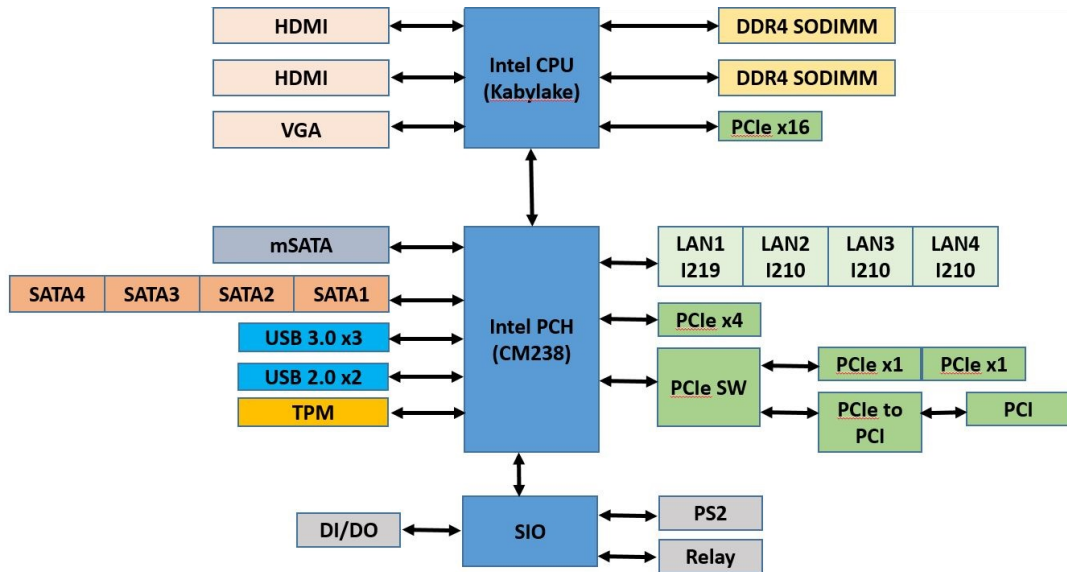 HDMI
HDMI
VGA
Intel CPU
(Kabylake)
DDR4 SODIMM
DDR4 SODIMM
PCIe x16
mSATA
SATA4 SATA3 SATA2 SATA1
USB 3.0 x3
USB 2.0 x2
TPM
Intel PCH
(CM238)
LAN1
I219
LAN2
I210
LAN3
I210
LAN4
I210
PCIe x4
PCIe SW
PCIe x1 PCIe x1
PCIe to
PCI
PCI
DI/DO
SIO
PS2
Relay